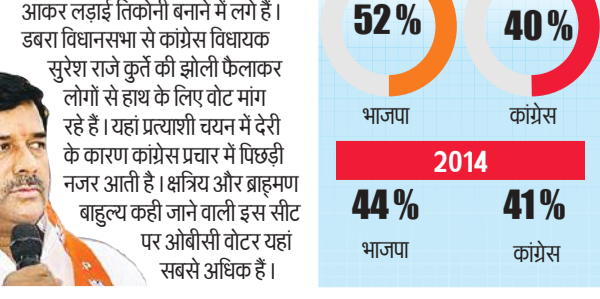 आकर लड़ाई तिकोनी बनाने में लगे हैं।
डबरा विधानसभा से कांग्रेस विधायक
सुरेश राजे कुर्ते की झोली फैलाकर
लोगों से हाथ के लिए वोट मांग
रहे हैं। यहां प्रत्याशी चयन में देरी
के कारण कांग्रेस प्रचार में पिछड़ी
नजर आती है। क्षत्रिय और ब्राह्मण
बाहुल्य कही जाने वाली इस सीट
पर ओबीसी वोटर यहां
सबसे अधिक हैं।
52% 40%
भाजपा कांग्रेस
2014
44% 41%
भाजपा कांग्रेस